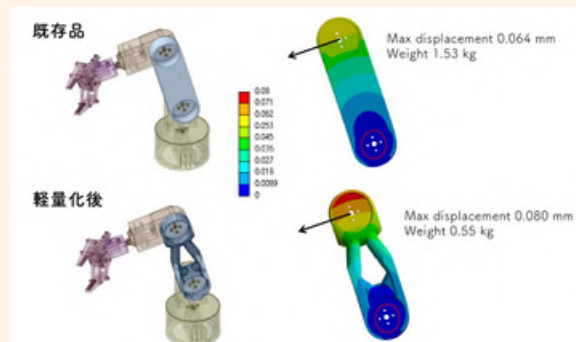 既存品
Max displacement 0.064 mm
Weight 1.53 kg
0.08
0.071
0.062
0.053
0.045
0.035
0.027
0.018
0.0089
0
軽量化後
Max displacement 0.080 mm
Weight 0.55 kg